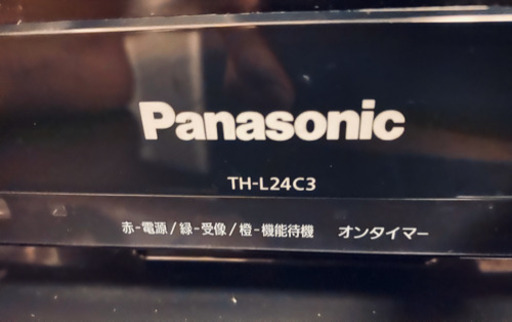 Panasonic
TH-L24C3
赤-電源/緑-受像/橙-機能待機 オンタイマー